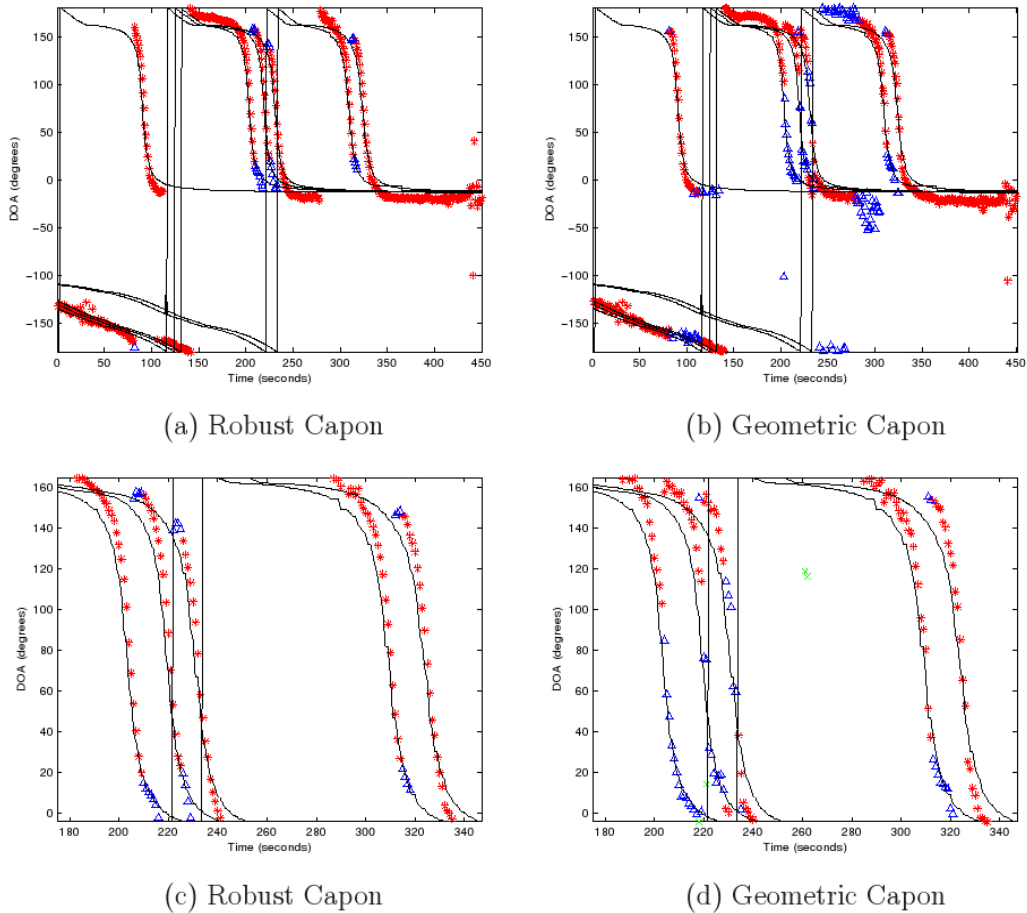 150
100
50
0
−50
−100
−150
DOA (degrees)
0 50 100 150 200 250 300 350 400 450
Time (seconds)
(a) Robust Capon
150
100
50
0
−50
−100
−150
DOA (degrees)
0 50 100 150 200 250 300 350 400 450
Time (seconds)
(b) Geometric Capon
160
140
120
100
80
60
40
20
0
DOA (degrees)
180 200 220 240 260 280 300 320 340
Time (seconds)
(c) Robust Capon
160
140
120
100
80
60
40
20
0
DOA (degrees)
180 200 220 240 260 280 300 320 340
Time (seconds)
(d) Geometric Capon